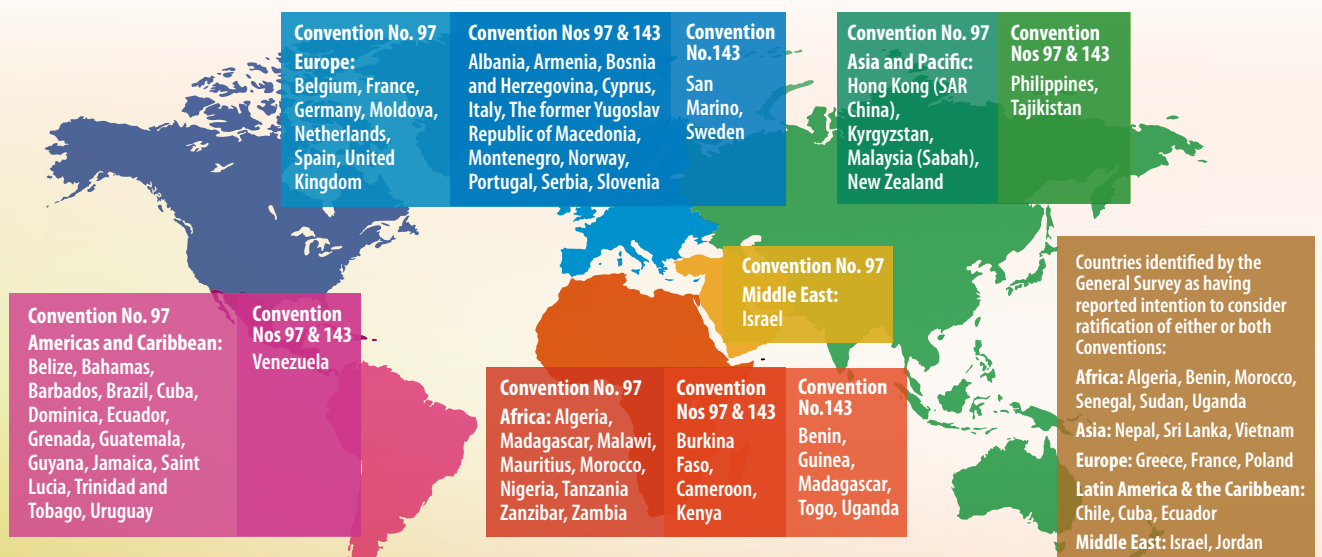 Convention No. 97
Europe:
Belgium, France,
Germany, Moldova,
Netherlands,
Spain, United
Kingdom
Convention Nos 97 & 143
Albania, Armenia, Bosnia
and Herzegovina, Cyprus,
Italy, The former Yugoslav
Republic of Macedonia,
Montenegro, Norway,
Portugal, Serbia, Slovenia
Convention
No.143
San
Marino,
Sweden
Convention No. 97
Asia and Pacific:
Hong Kong (SAR
China),
Kyrgyzstan,
Malaysia (Sabah),
New Zealand
Convention
Nos 97 & 143
Philippines,
Tajikistan
Convention No. 97
Middle East:
Israel
Convention No. 97
Americas and Caribbean:
Belize, Bahamas,
Barbados, Brazil, Cuba,
Dominica, Ecuador,
Grenada, Guatemala,
Guyana, Jamaica, Saint
Lucia, Trinidad and
Tobago, Uruguay
Convention
Nos 97 & 143
Venezuela
Convention No. 97
Africa: Algeria,
Madagascar, Malawi,
Mauritius, Morocco,
Nigeria, Tanzania
Zanzibar, Zambia
Convention
Nos 97 & 143
Burkina
Faso,
Cameroon,
Kenya
Convention
No.143
Benin,
Guinea,
Madagascar,
Togo, Uganda
Countries identified by the
General Survey as having
reported intention to consider
ratification of either or both
Conventions:
Africa: Algeria, Benin, Morocco,
Senegal, Sudan, Uganda
Asia: Nepal, Sri Lanka, Vietnam
Europe: Greece, France, Poland
Latin America & the Caribbean:
Chile, Cuba, Ecuador
Middle East: Israel, Jordan